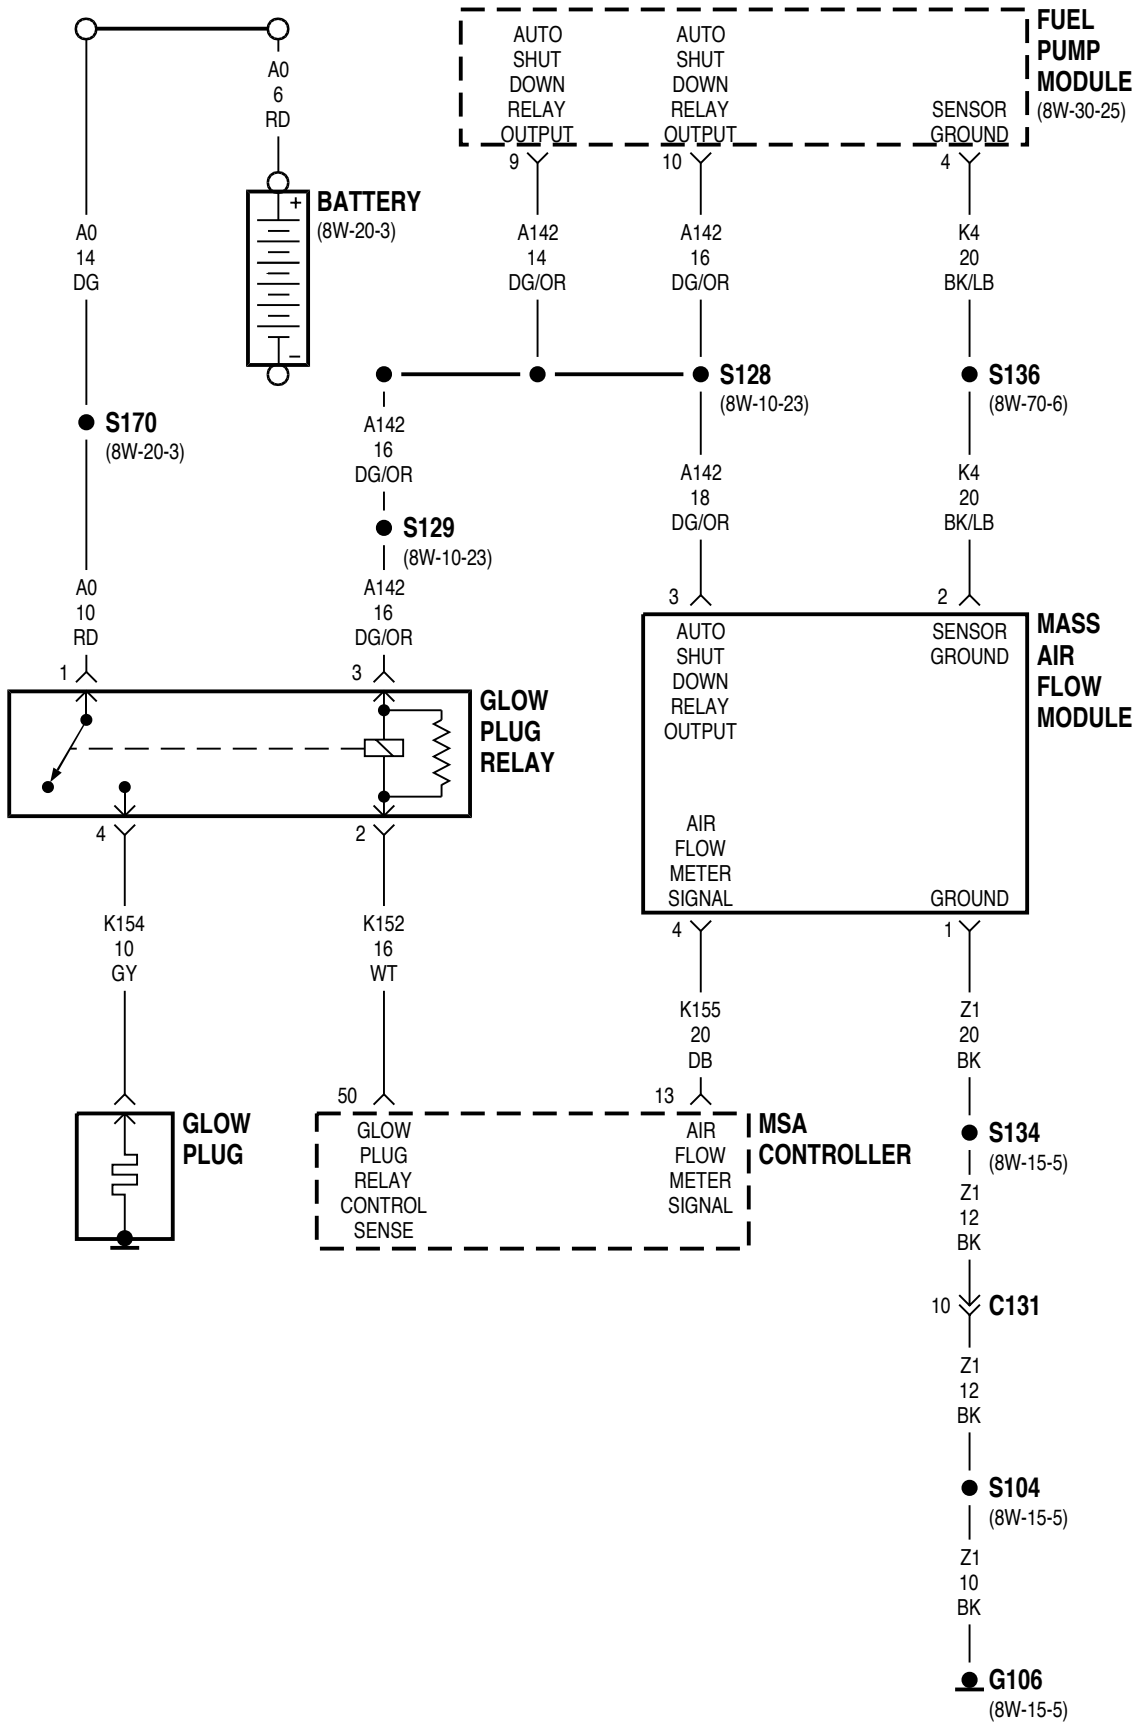 AUTO
SHUT
DOWN
RELAY
OUTPUT
AUTO
SHUT
DOWN
RELAY
OUTPUT
SENSOR
GROUND
FUEL
PUMP
MODULE
(8W-30-25)
9
10
4
A0
6
RD
+
−
BATTERY
(8W-20-3)
A0
14
DG
A142
14
DG/OR
A142
16
DG/OR
K4
20
BK/LB
S170
(8W-20-3)
S128
(8W-10-23)
S136
(8W-70-6)
A142
16
DG/OR
A142
18
DG/OR
K4
20
BK/LB
S129
(8W-10-23)
A0
10
RD
A142
16
DG/OR
1
3
3
2
GLOW
PLUG
RELAY
AUTO
SHUT
DOWN
RELAY
OUTPUT
SENSOR
GROUND
MASS
AIR
FLOW
MODULE
AIR
FLOW
METER
SIGNAL
GROUND
4
2
4
1
K154
10
GY
K152
16
WT
K155
20
DB
Z1
20
BK
50
13
GLOW
PLUG
GLOW
PLUG
RELAY
CONTROL
SENSE
AIR
FLOW
METER
SIGNAL
MSA
CONTROLLER
S134
(8W-15-5)
Z1
12
BK
10
C131
Z1
12
BK
S104
(8W-15-5)
Z1
10
BK
G106
(8W-15-5)